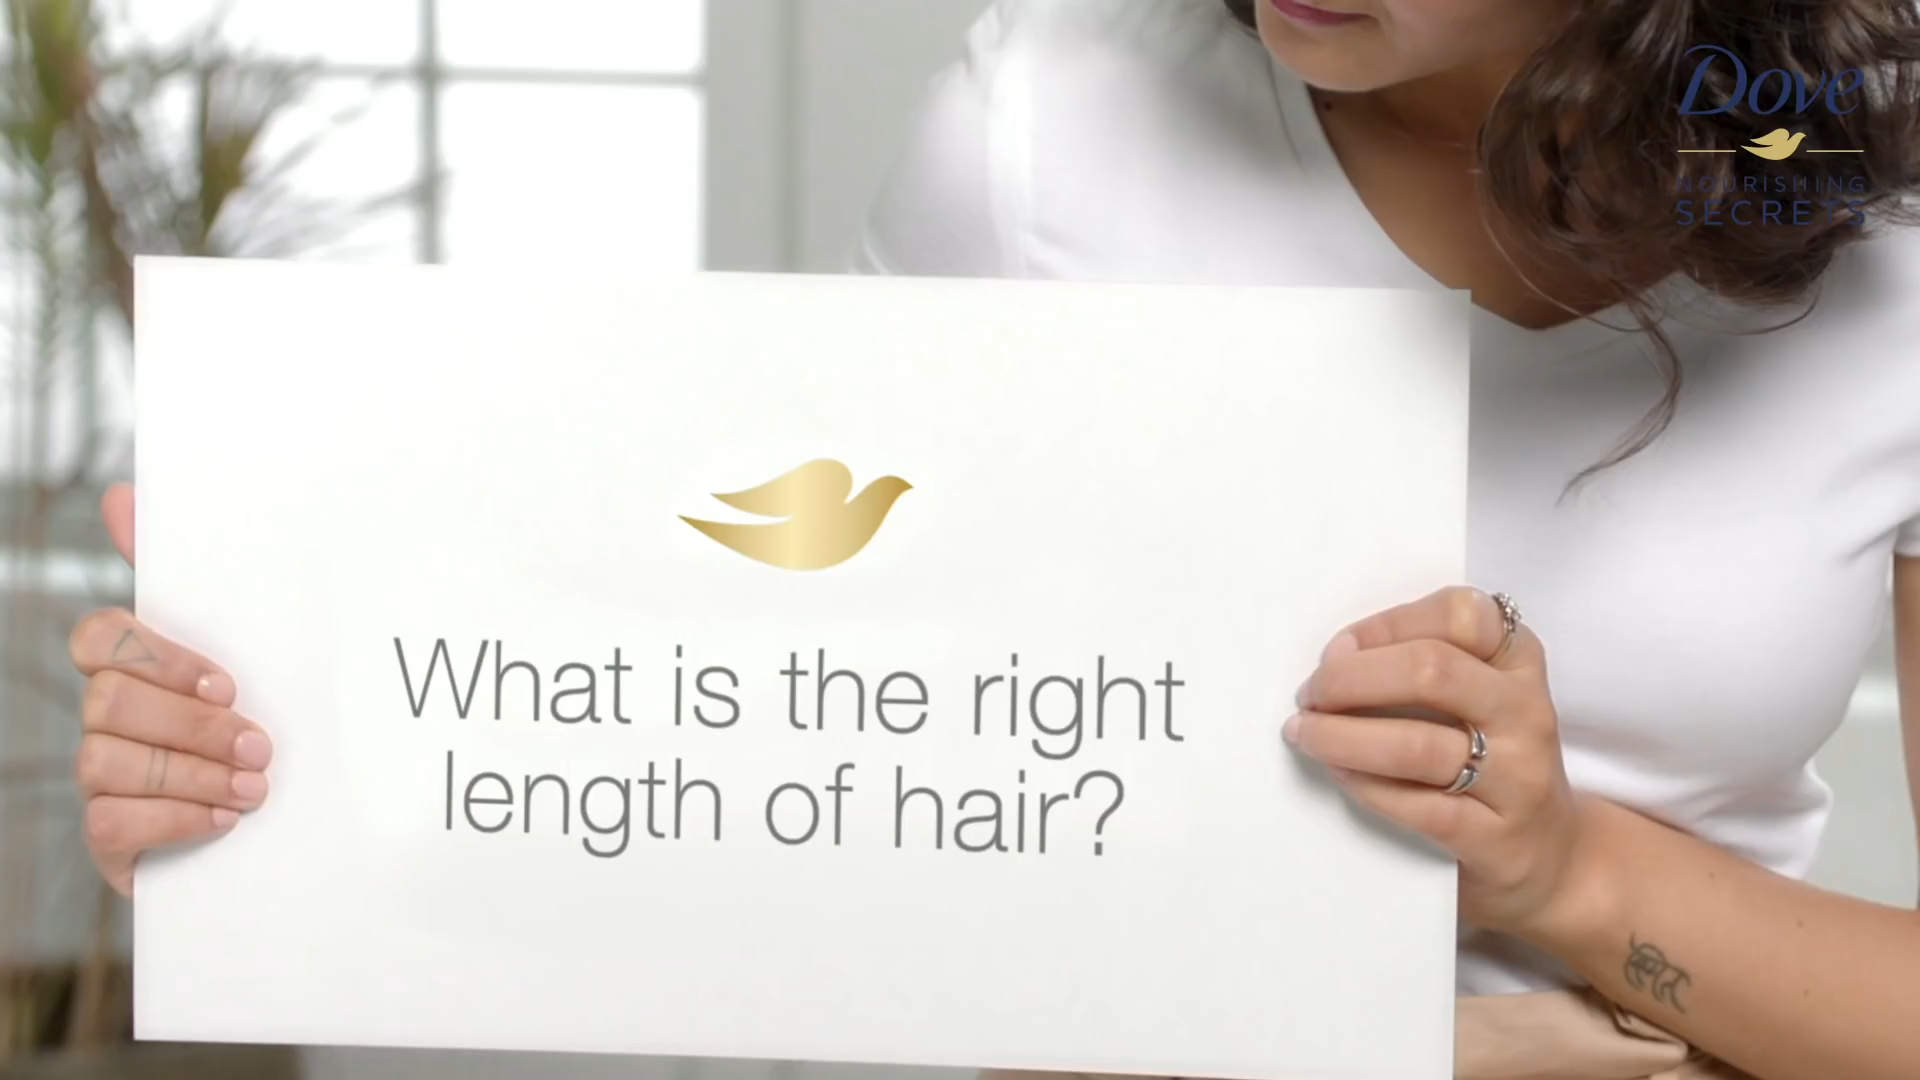 Dove
NOURISHING
SECRETS
What is the right
length of hair?